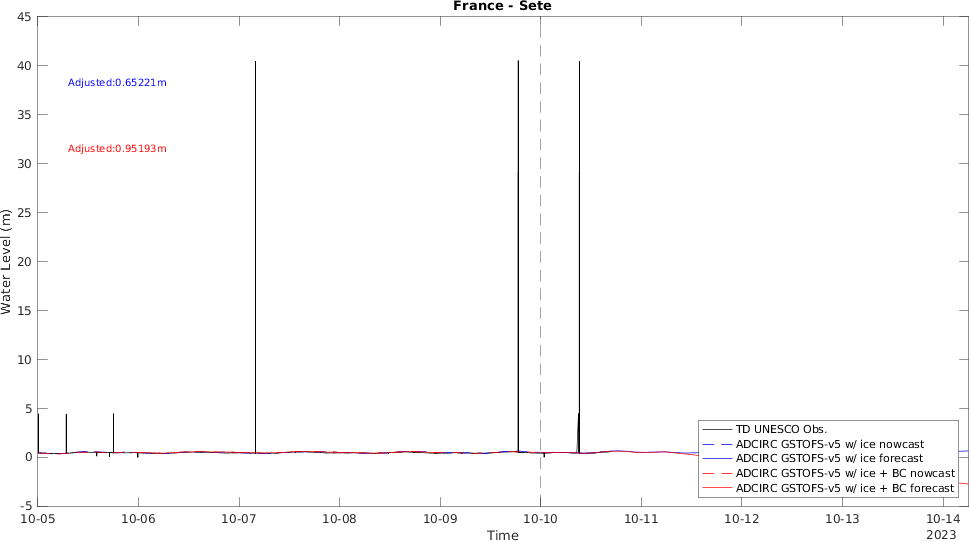 France - Sete
45
40
35
30
25
20
15
10
5
0
-5
Water Level (m)
Adjusted:0.65221m
Adjusted:0.95193m
TD UNESCO Obs.
ADCIRC GSTOFS-v5 w/ ice nowcast
ADCIRC GSTOFS-v5 w/ ice forecast
ADCIRC GSTOFS-v5 w/ ice + BC nowcast
ADCIRC GSTOFS-v5 w/ ice + BC forecast
10-05 10-06 10-07 10-08 10-09 10-10 10-11 10-12 10-13 10-14
Time 2023